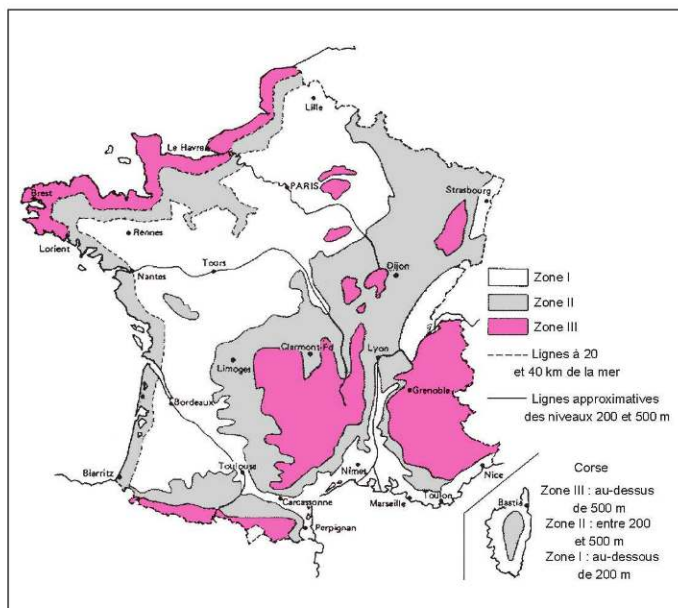 Lille
Le Havre
PARIS
Strasbourg
Brest
Rennes
Lorient
Nantes
Tours
Dijon
Zone I
Zone II
Zone III
Lignes à 20
et 40 km de la mer
Lignes approximatives
des niveaux 200 et 500 m
Limoges
Clermont-Fd
Lyon
Grenoble
Bordeaux
Biarritz
Toulouse
Nîmes
Nice
Carcassonne
Marseille
Toulon
Perpignan
Corse
Zone III : au-dessus
de 500 m
Bastia
Zone II : entre 200
et 500 m
Zone I : au-dessous
de 200 m